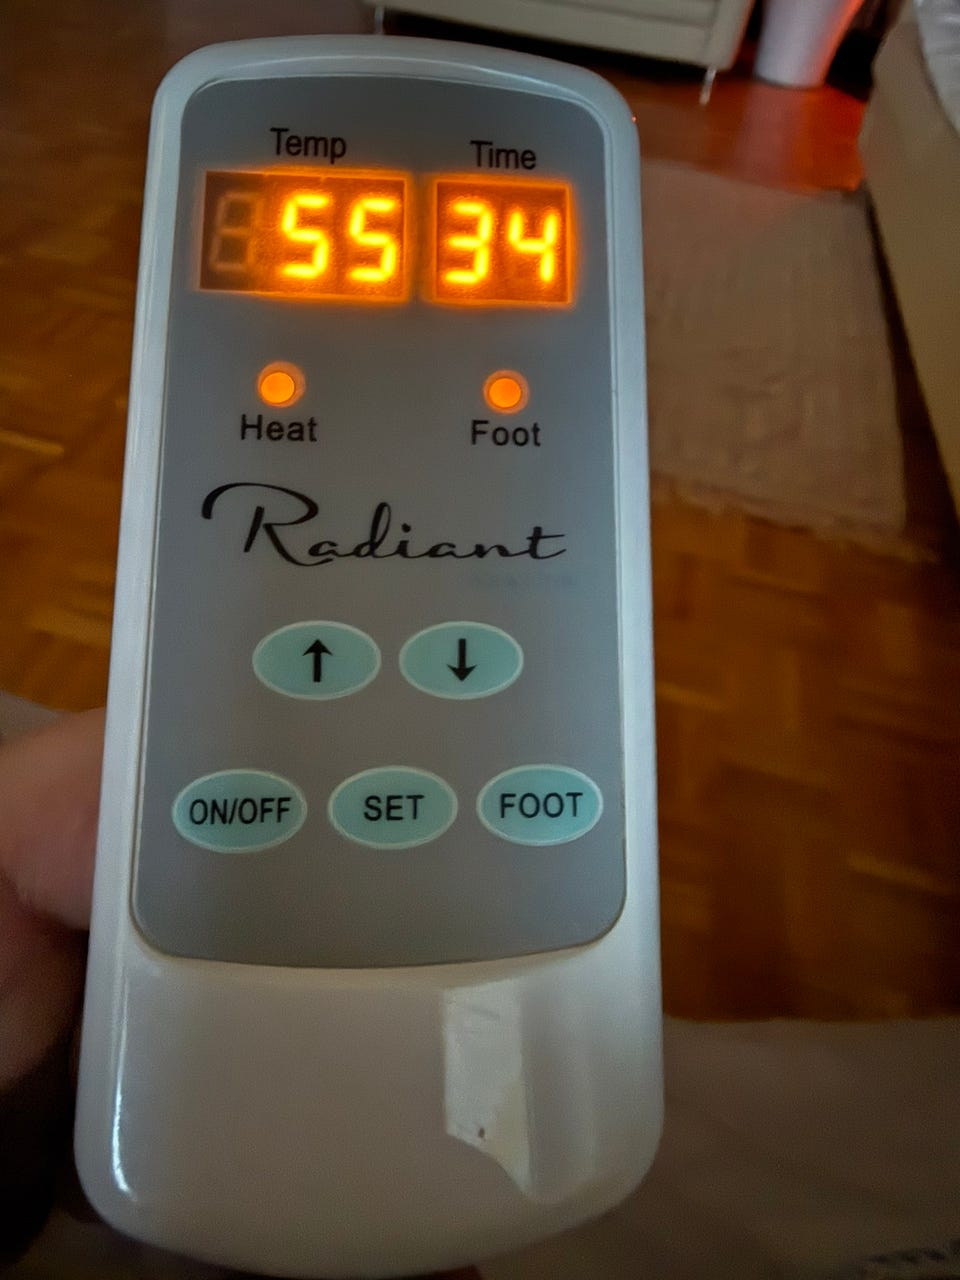 Temp Time
55 34
Heat Foot
Radiant
↑ ↓
ON/OFF SET FOOT